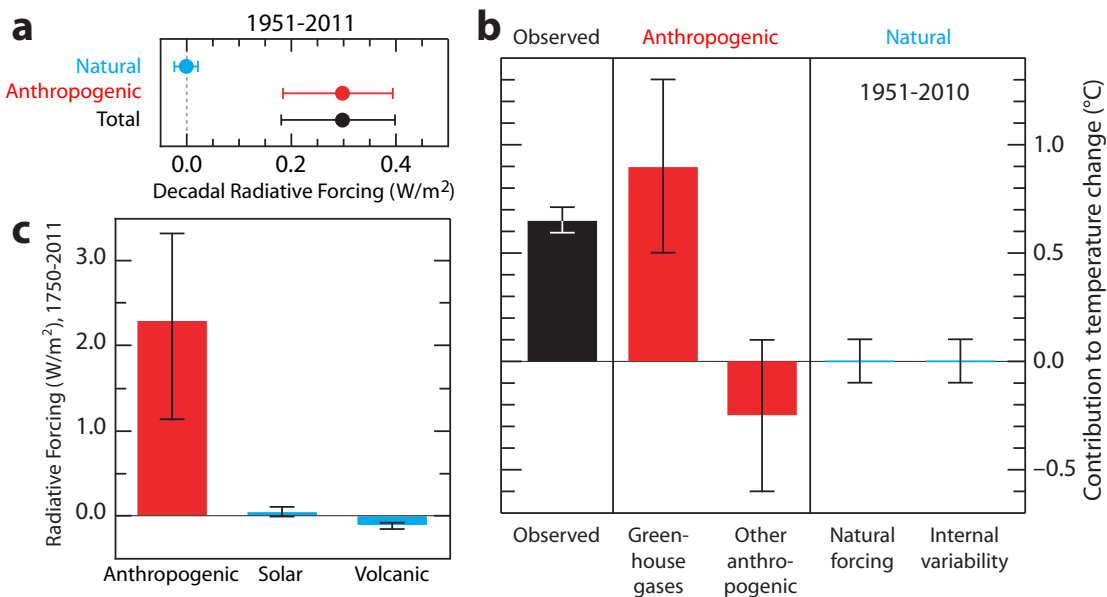 a
1951-2011
Natural
Anthropogenic
Total
0.0 0.2 0.4
Decadal Radiative Forcing (W/m²)
b
Observed Anthropogenic Natural
1951-2010
1.0
0.5
0.0
−0.5
Contribution to temperature change (°C)
Observed
Green-
house
gases
Other
anthro-
pogenic
Natural
forcing
Internal
variability
c
3.0
2.0
1.0
0.0
Radiative Forcing (W/m²), 1750-2011
Anthropogenic Solar Volcanic